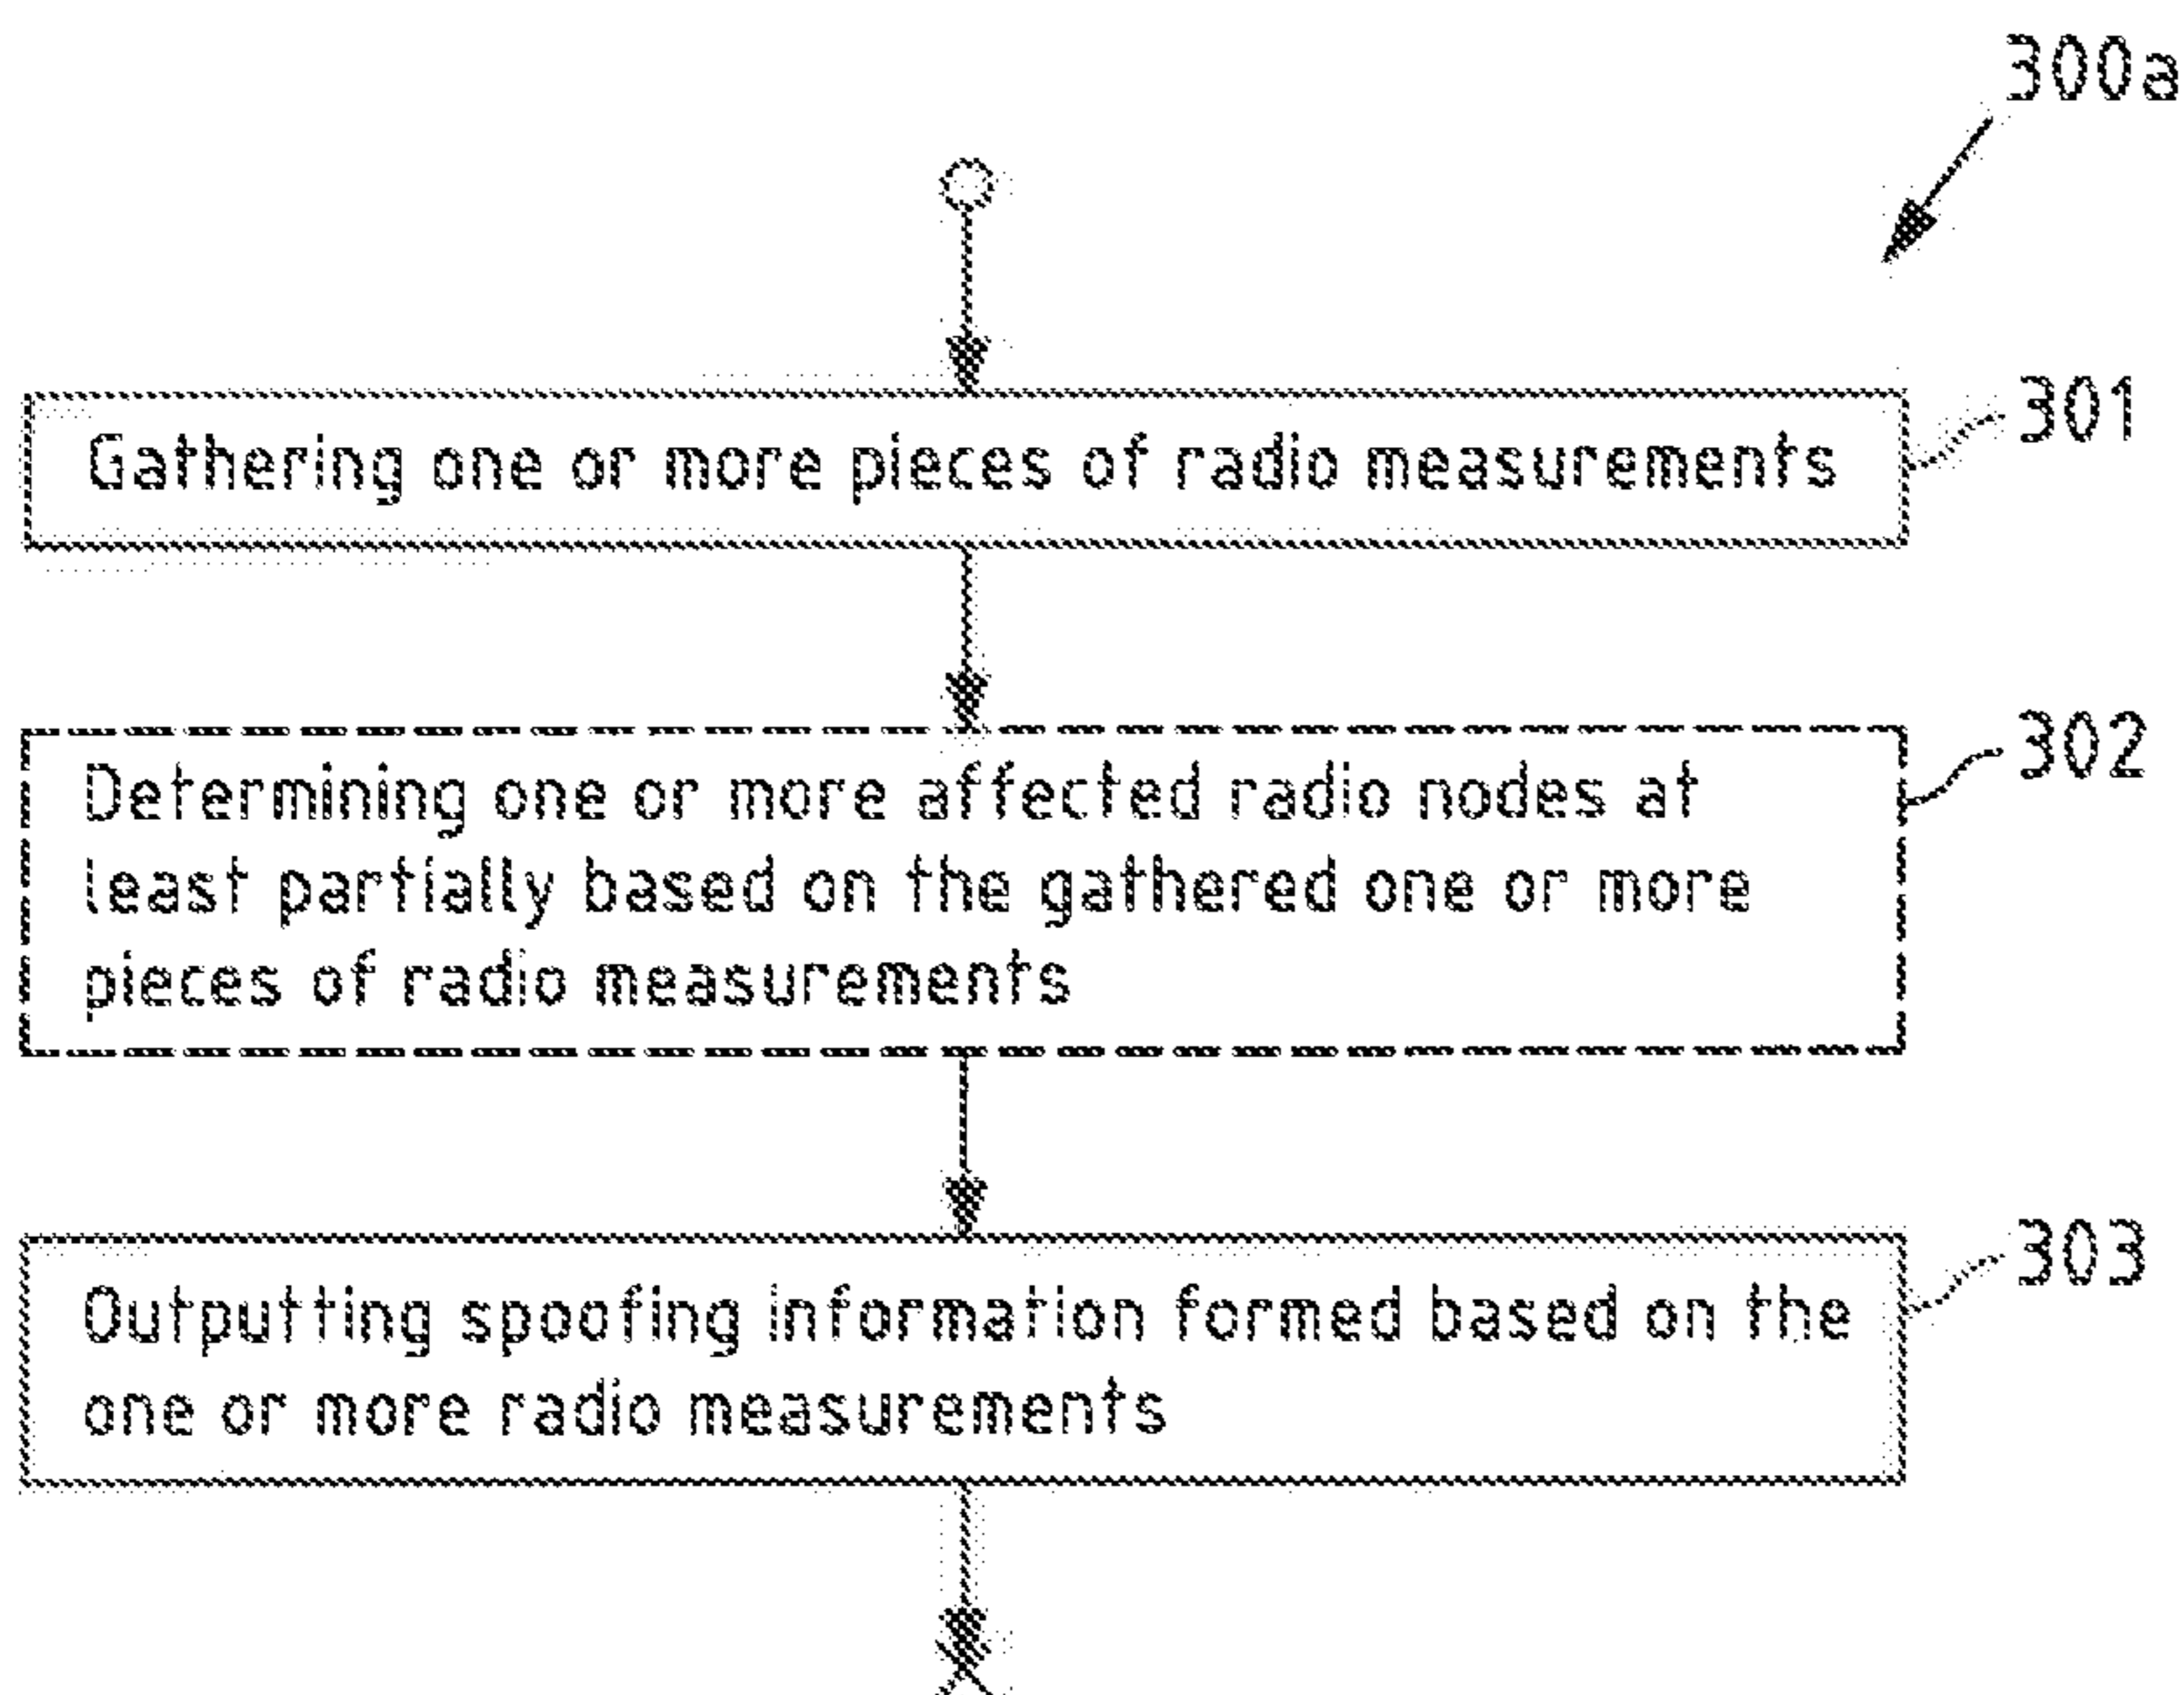 300a
301
Gathering one or more pieces of radio measurements
302
Determining one or more affected radio nodes at
least partially based on the gathered one or more
pieces of radio measurements
303
Outputting spoofing information formed based on the
one or more radio measurements